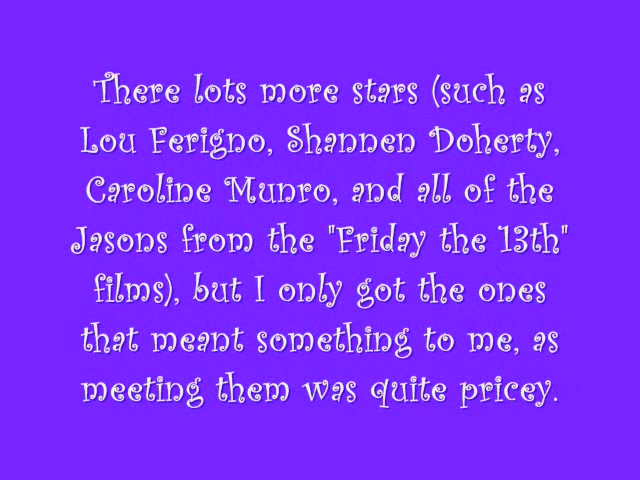 There lots more stars (such as
Lou Ferigno, Shannen Doherty,
Caroline Munro, and all of the
Jasons from the "Friday the 13th"
films), but I only got the ones
that meant something to me, as
meeting them was quite pricey.